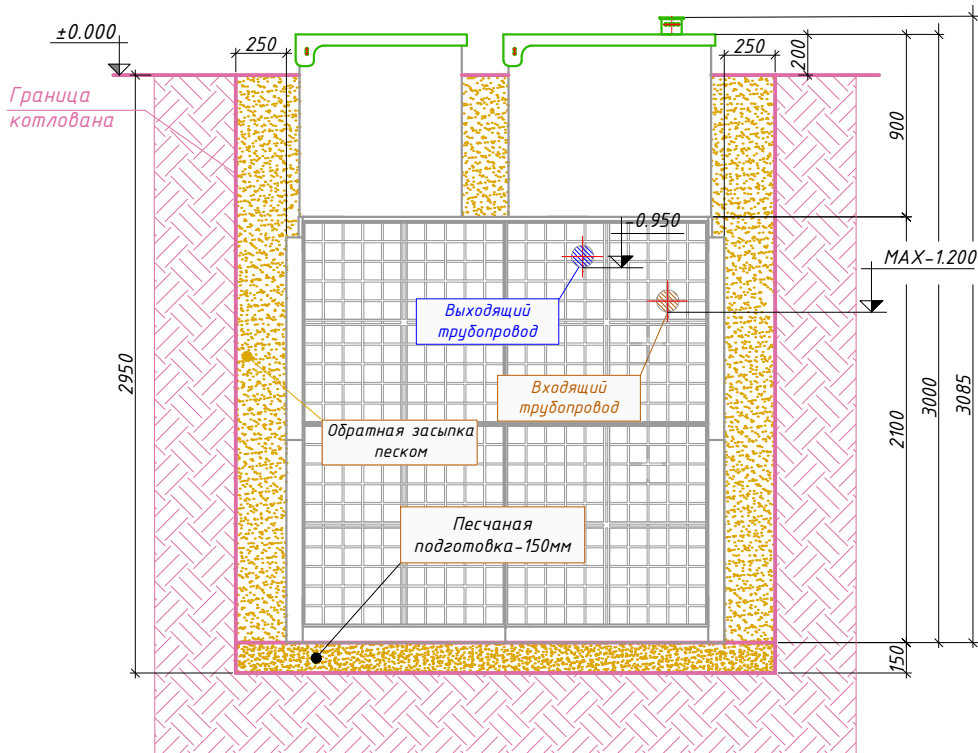 ±0.000
250
250
200
Граница
котлована
900
-0.950
MAX-1.200
Выходящий
трубопровод
2950
Входящий
трубопровод
3000
3085
2100
Обратная засыпка
песком
Песчаная
подготовка-150мм
150